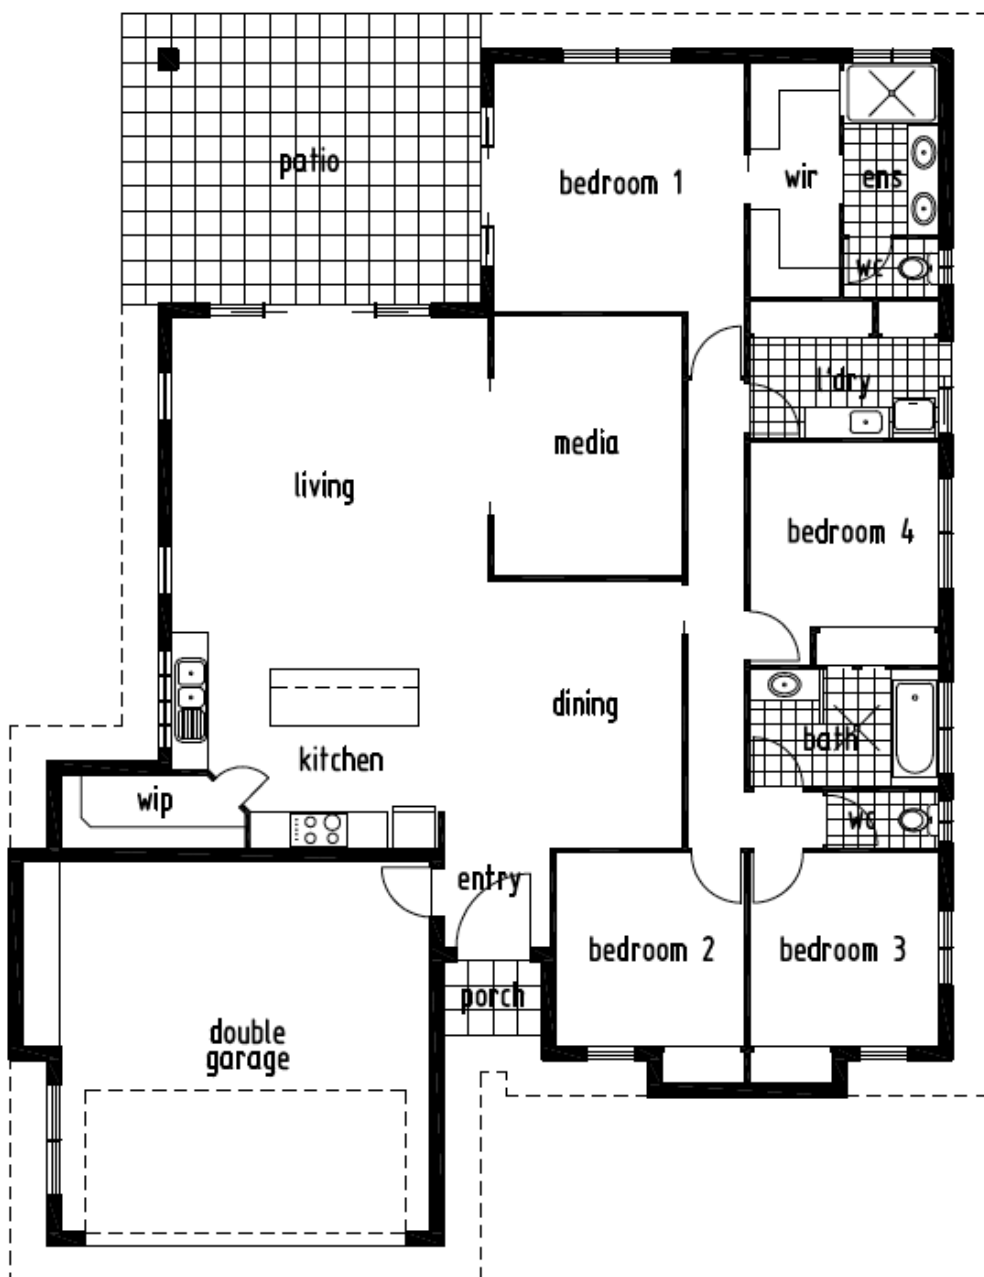 patio
bedroom 1
wir
ens
wc
l'dry
media
living
bedroom 4
dining
bath
kitchen
wip
wc
entry
bedroom 2
bedroom 3
porch
double
garage